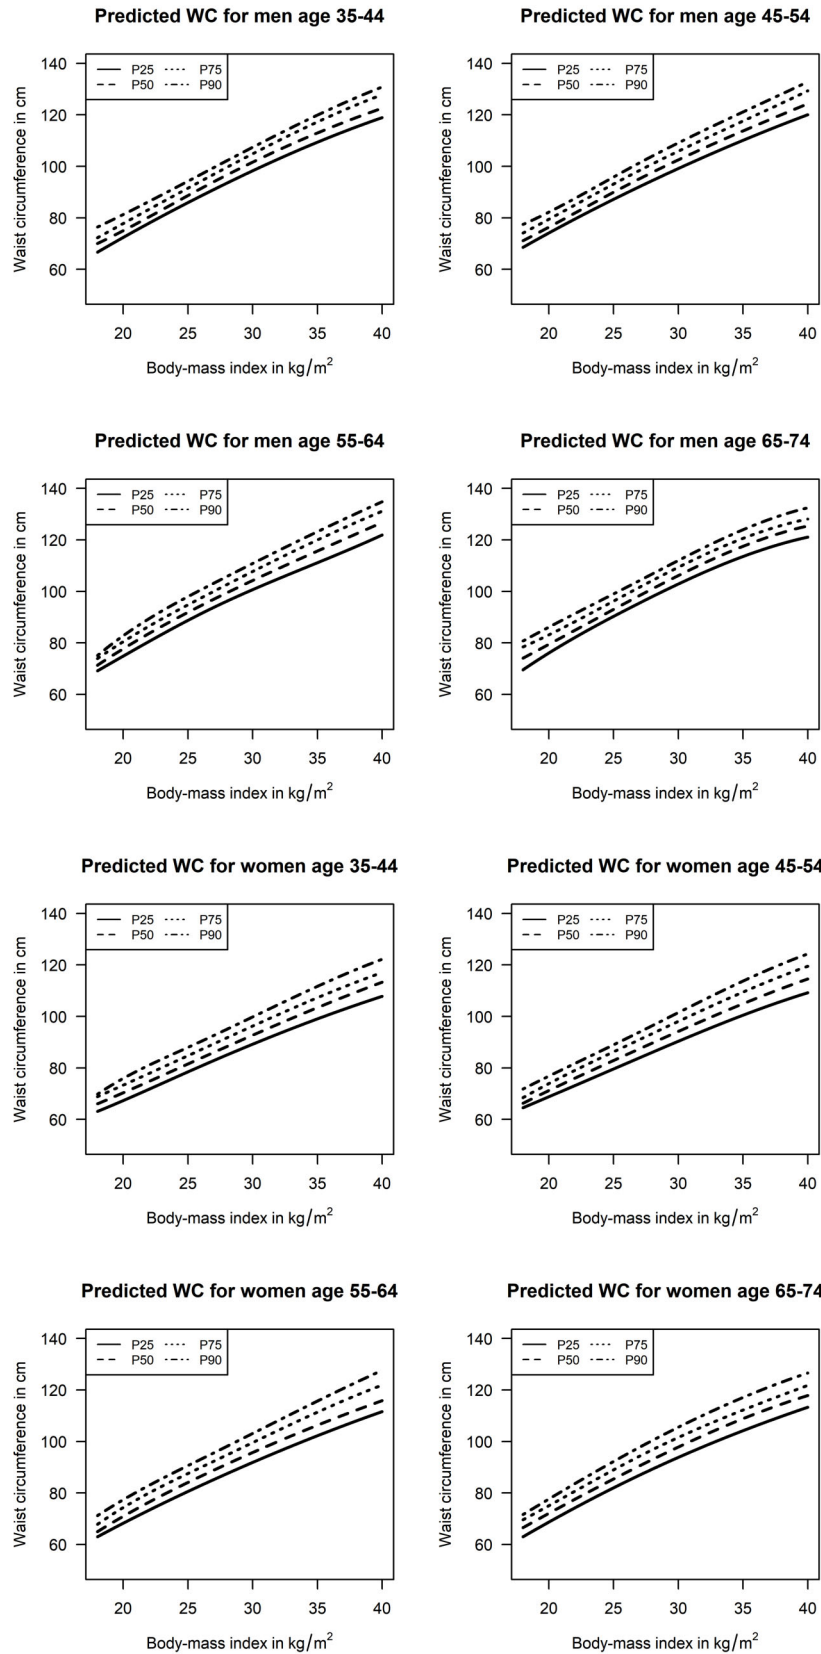 Predicted WC for men age 35-44
140
120
100
80
60
Waist circumference in cm
P25 P75
P50 P90
20 25 30 35 40
Body-mass index in kg/m²
Predicted WC for men age 45-54
140
120
100
80
60
Waist circumference in cm
P25 P75
P50 P90
20 25 30 35 40
Body-mass index in kg/m²
Predicted WC for men age 55-64
140
120
100
80
60
Waist circumference in cm
P25 P75
P50 P90
20 25 30 35 40
Body-mass index in kg/m²
Predicted WC for men age 65-74
140
120
100
80
60
Waist circumference in cm
P25 P75
P50 P90
20 25 30 35 40
Body-mass index in kg/m²
Predicted WC for women age 35-44
140
120
100
80
60
Waist circumference in cm
P25 P75
P50 P90
20 25 30 35 40
Body-mass index in kg/m²
Predicted WC for women age 45-54
140
120
100
80
60
Waist circumference in cm
P25 P75
P50 P90
20 25 30 35 40
Body-mass index in kg/m²
Predicted WC for women age 55-64
140
120
100
80
60
Waist circumference in cm
P25 P75
P50 P90
20 25 30 35 40
Body-mass index in kg/m²
Predicted WC for women age 65-74
140
120
100
80
60
Waist circumference in cm
P25 P75
P50 P90
20 25 30 35 40
Body-mass index in kg/m²